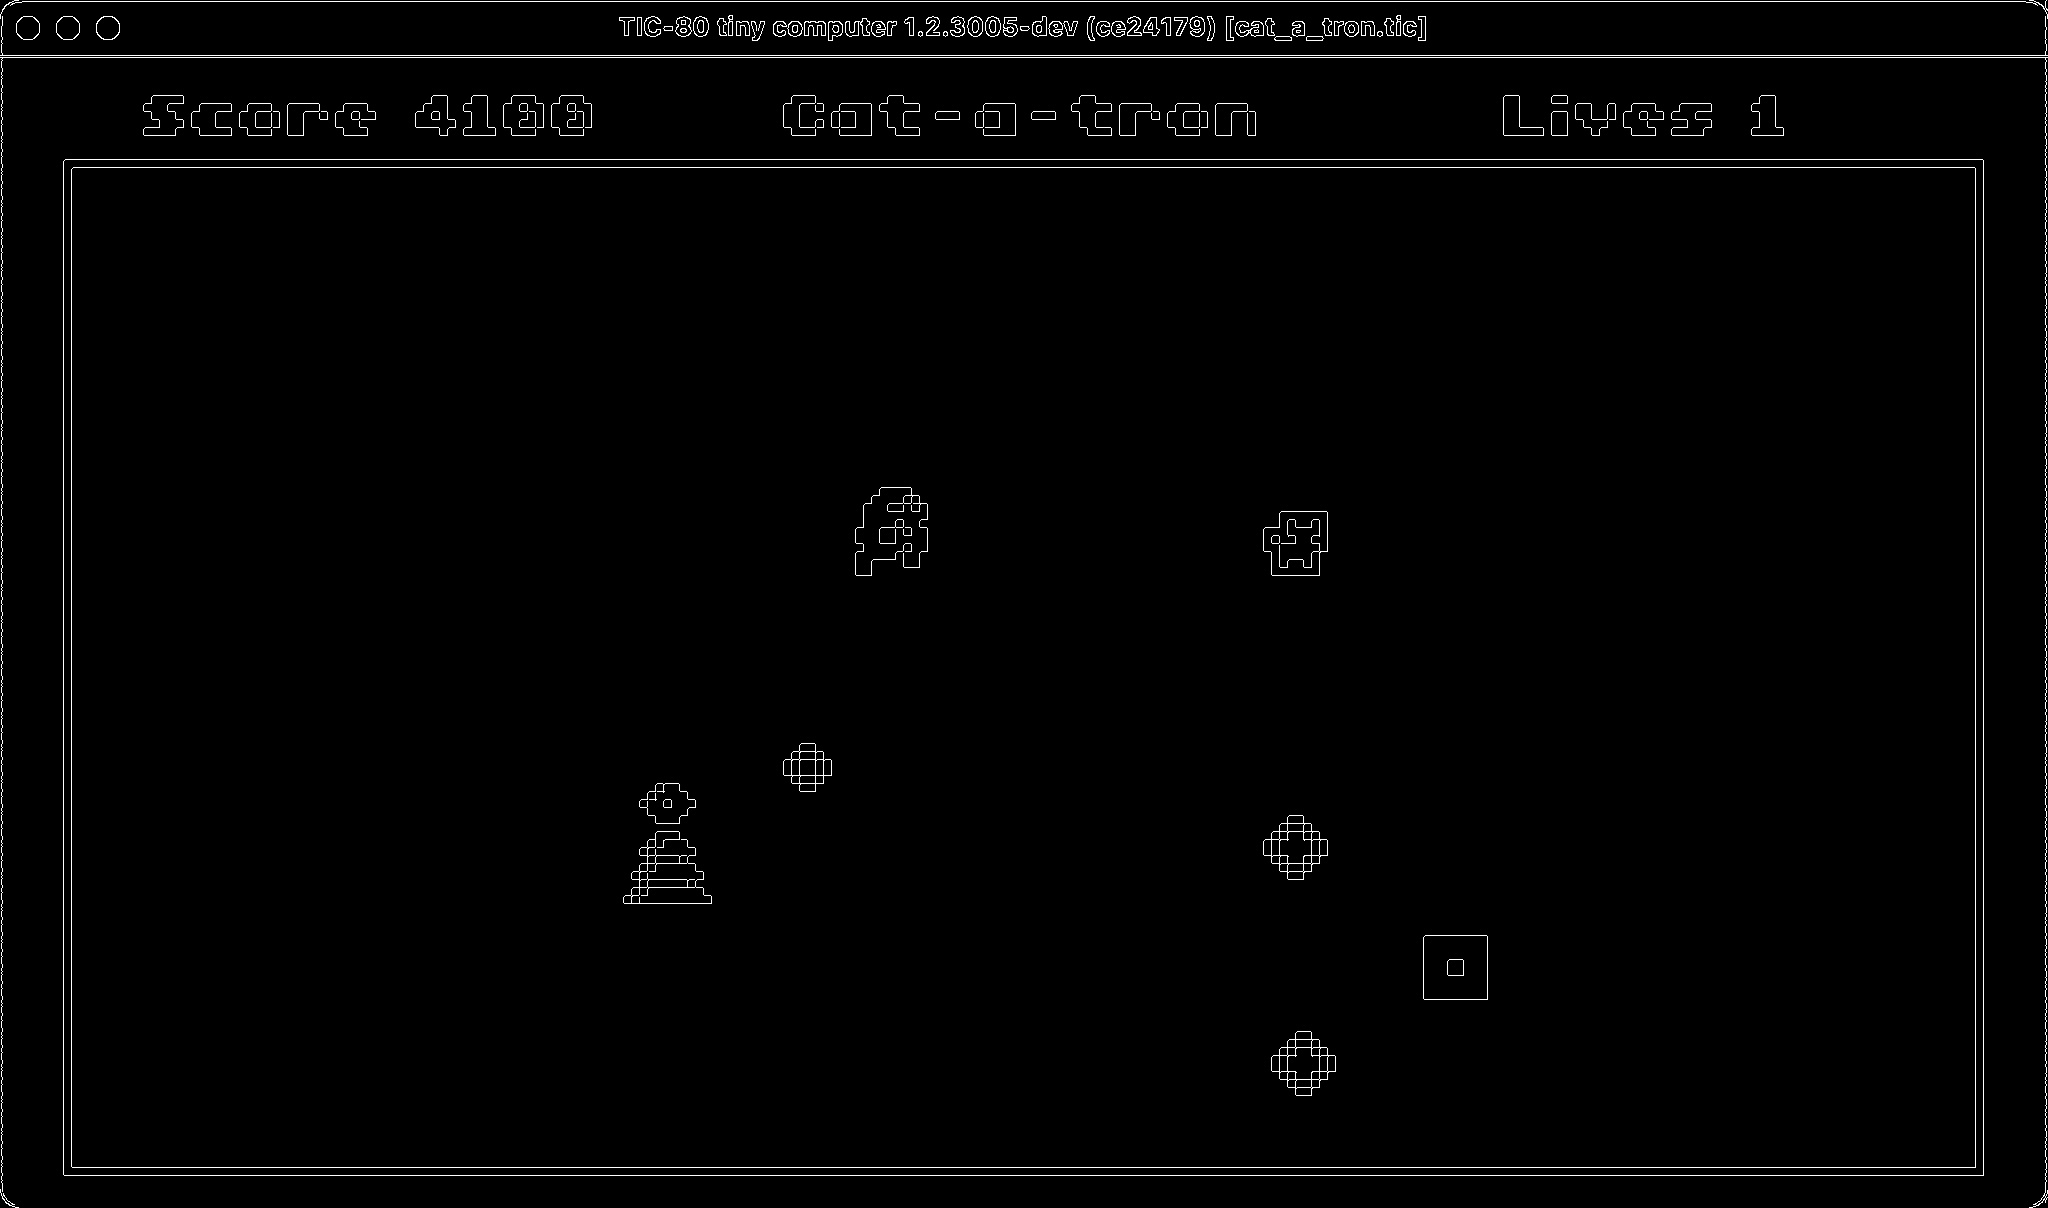 TIC-80 tiny computer 1.2.3005-dev (ce24179) [cat_a_tron.tic]
Score 4100 Cat-a-tron Lives 1